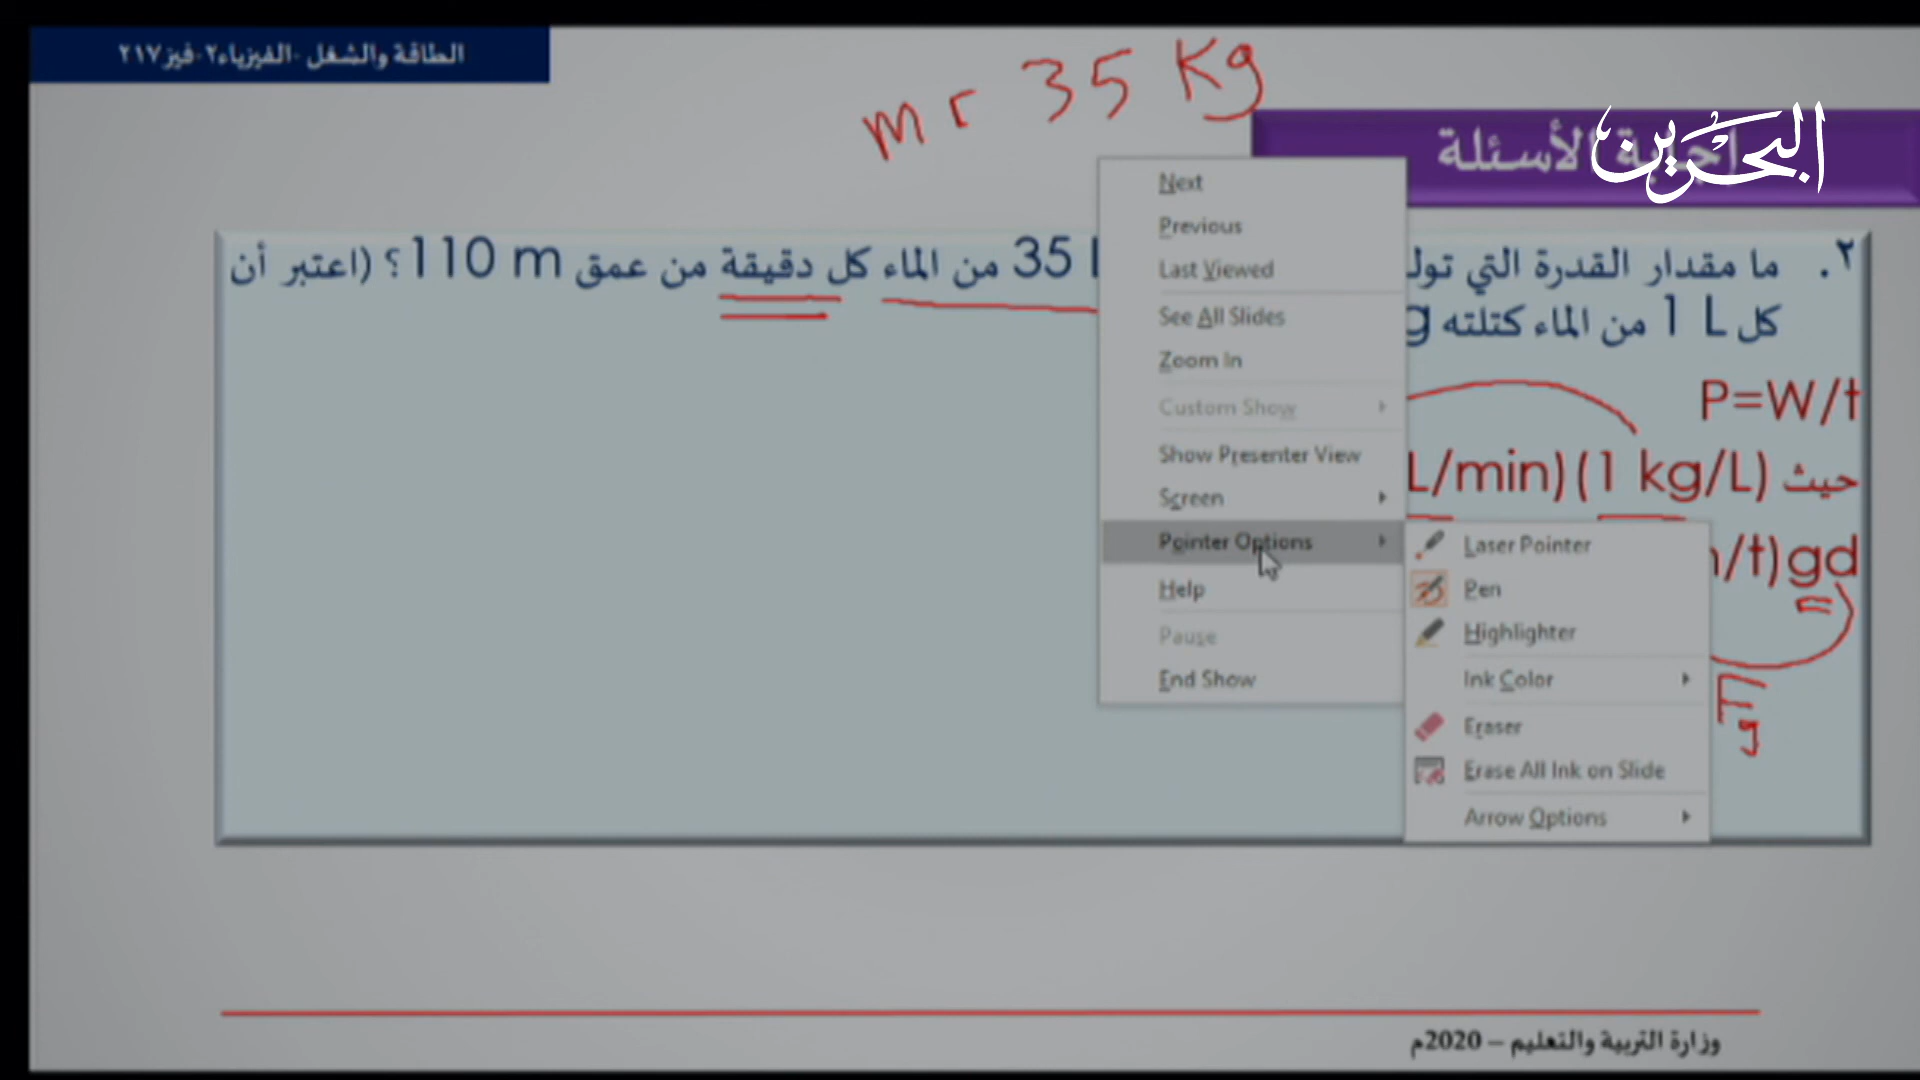 الطاقة والشغل -الفيزياء٢-فيز٢١٧
m r 35 Kg
البحرين
إجابة الأسئلة
٢. ما مقدار القدرة التي 35 من الماء كل دقيقة من عمق 110 m؟ (اعتبر أن
كل 1 L من الماء كتلته
P=W/t
L/min)(1 kg/L) حيث
/t)gd
Next
Previous
Last Viewed
See All Slides
Zoom In
Custom Show
Show Presenter View
Screen
Pointer Options
Help
Pause
End Show
Laser Pointer
Pen
Highlighter
Ink Color
Eraser
Erase All Ink on Slide
Arrow Options
وزارة التربية والتعليم – 2020م